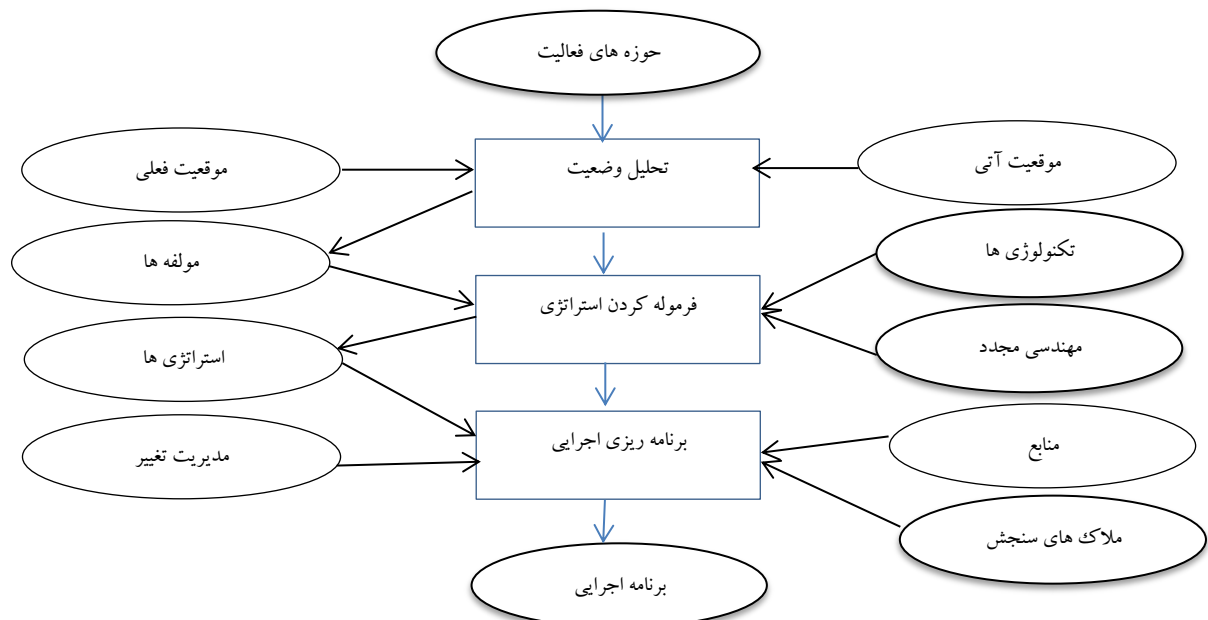 حوزه های فعالیت
موقعیت آتی
تحلیل وضعیت
موقعیت فعلی
تکنولوژی ها
مولفه ها
فرموله کردن استراتژی
مهندسی مجدد
استراتژی ها
منابع
برنامه ریزی اجرایی
مدیریت تغییر
ملاک های سنجش
برنامه اجرایی